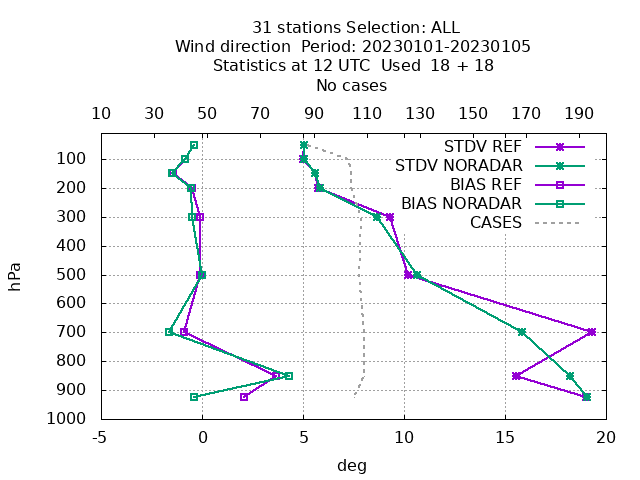 31 stations Selection: ALL
Wind direction  Period: 20230101-20230105
Statistics at 12 UTC  Used  18 + 18
No cases
10 30 50 70 90 110 130 150 170 190
STDV REF
STDV NORADAR
BIAS REF
BIAS NORADAR
CASES
hPa
100
200
300
400
500
600
700
800
900
1000
-5 0 5 10 15 20
deg